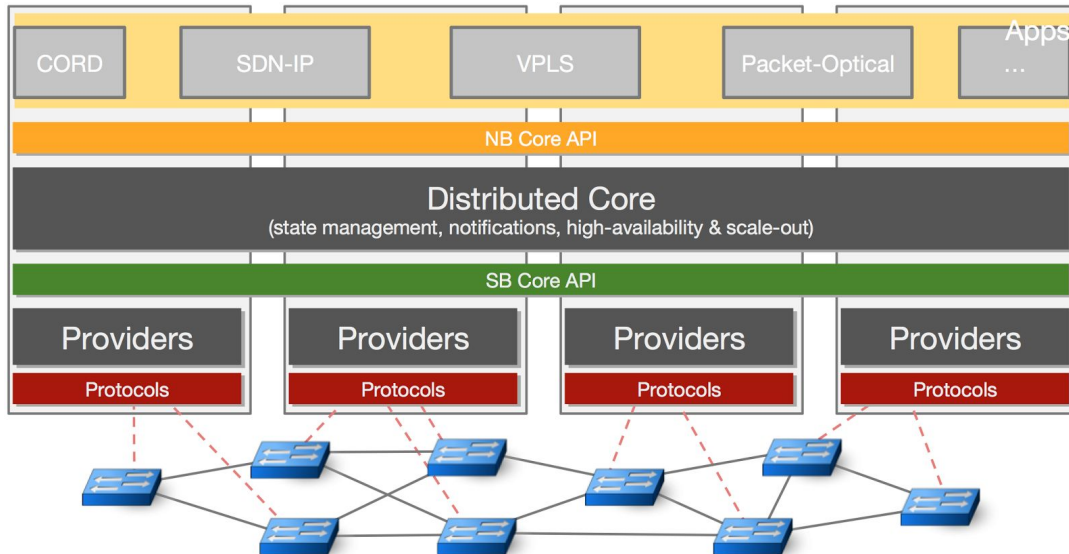 Apps
CORD
SDN-IP
VPLS
Packet-Optical
...
NB Core API
Distributed Core
(state management, notifications, high-availability & scale-out)
SB Core API
Providers
Providers
Providers
Providers
Protocols
Protocols
Protocols
Protocols